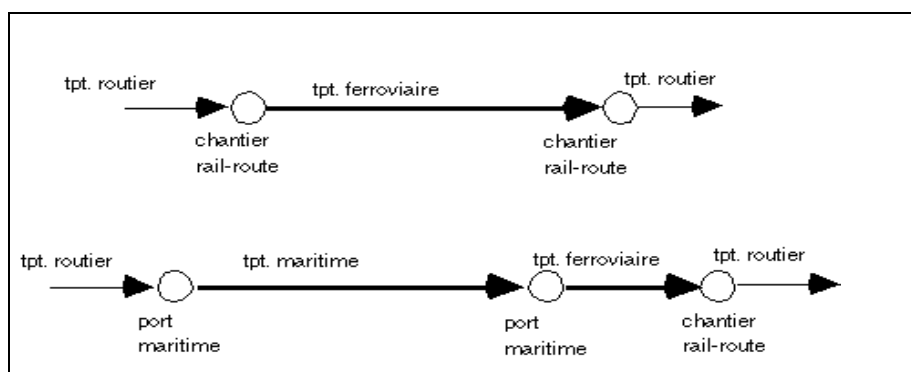 tpt. routier
tpt. ferroviaire
tpt. routier
chantier
rail-route
chantier
rail-route
tpt. routier
tpt. maritime
tpt. ferroviaire
tpt. routier
port
maritime
port
maritime
chantier
rail-route